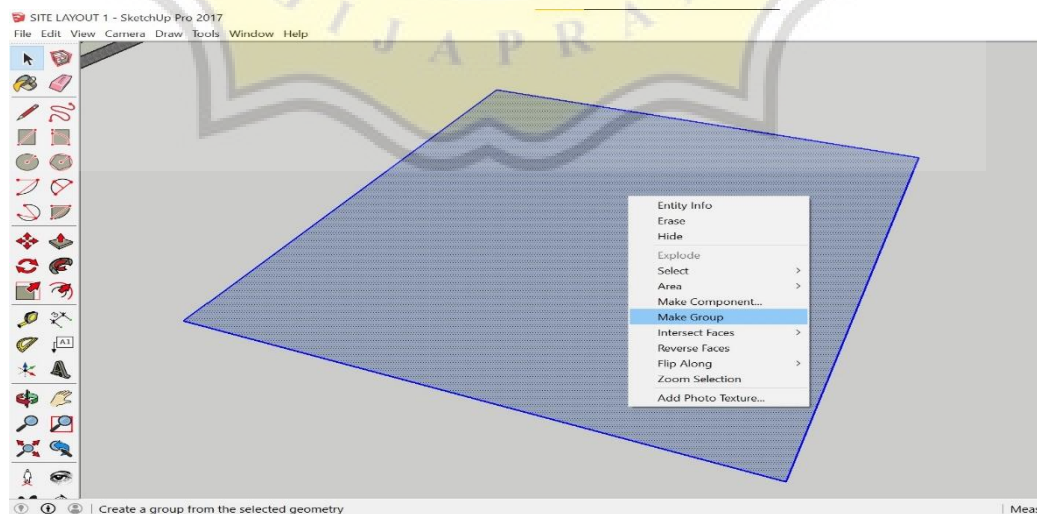 SITE LAYOUT 1 - SketchUp Pro 2017
File Edit View Camera Draw Tools Window Help
I J A P R A
A1
Entity Info
Erase
Hide
Explode
Select
Area
Make Component...
Make Group
Intersect Faces
Reverse Faces
Flip Along
Zoom Selection
Add Photo Texture...
Create a group from the selected geometry
Meas